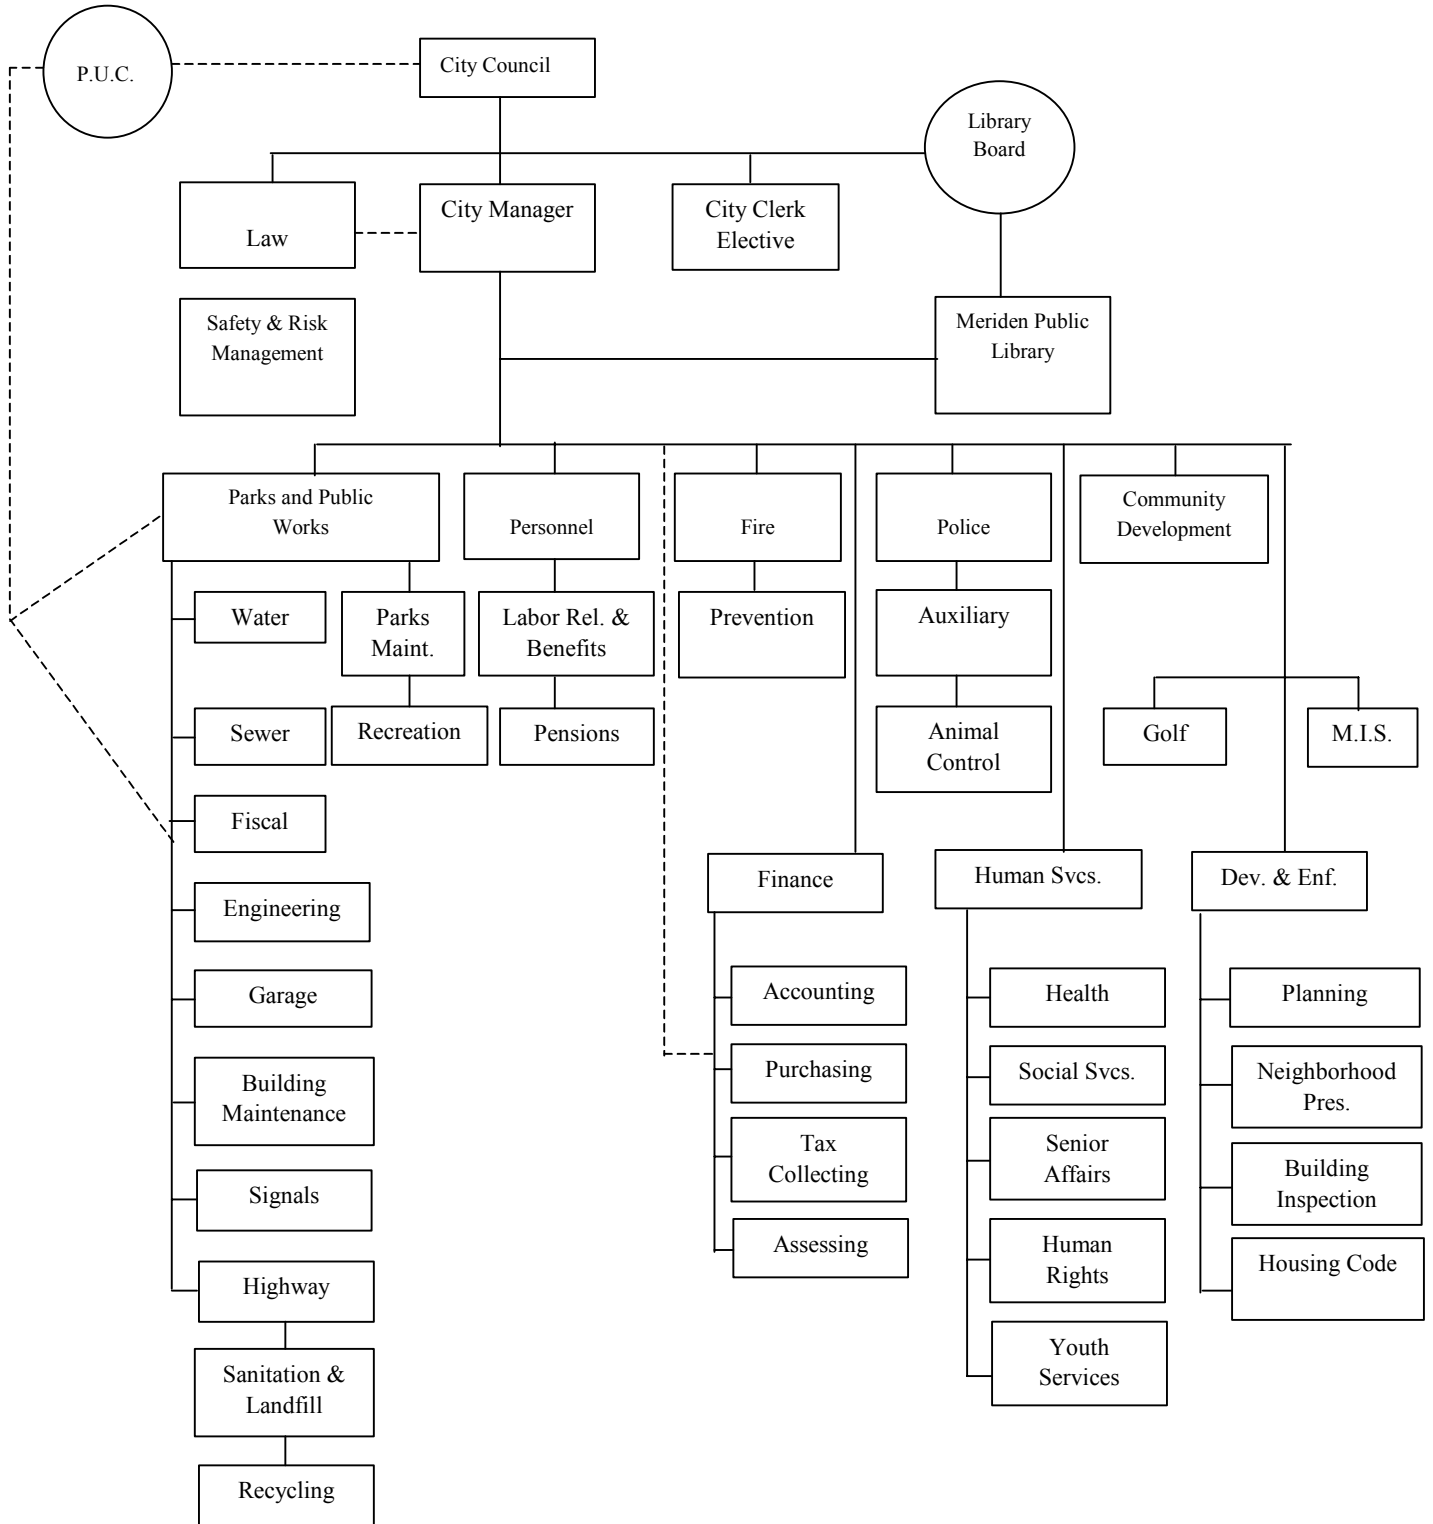 P.U.C.
City Council
Library
Board
Law
City Manager
City Clerk
Elective
Safety & Risk
Management
Meriden Public
Library
Parks and Public
Works
Personnel
Fire
Police
Community
Development
Water
Parks
Maint.
Labor Rel. &
Benefits
Prevention
Auxiliary
Sewer
Recreation
Pensions
Animal
Control
Golf
M.I.S.
Fiscal
Finance
Human Svcs.
Dev. & Enf.
Engineering
Garage
Accounting
Health
Planning
Building
Maintenance
Purchasing
Social Svcs.
Neighborhood
Pres.
Signals
Tax
Collecting
Senior
Affairs
Building
Inspection
Highway
Assessing
Human
Rights
Housing Code
Sanitation &
Landfill
Youth
Services
Recycling